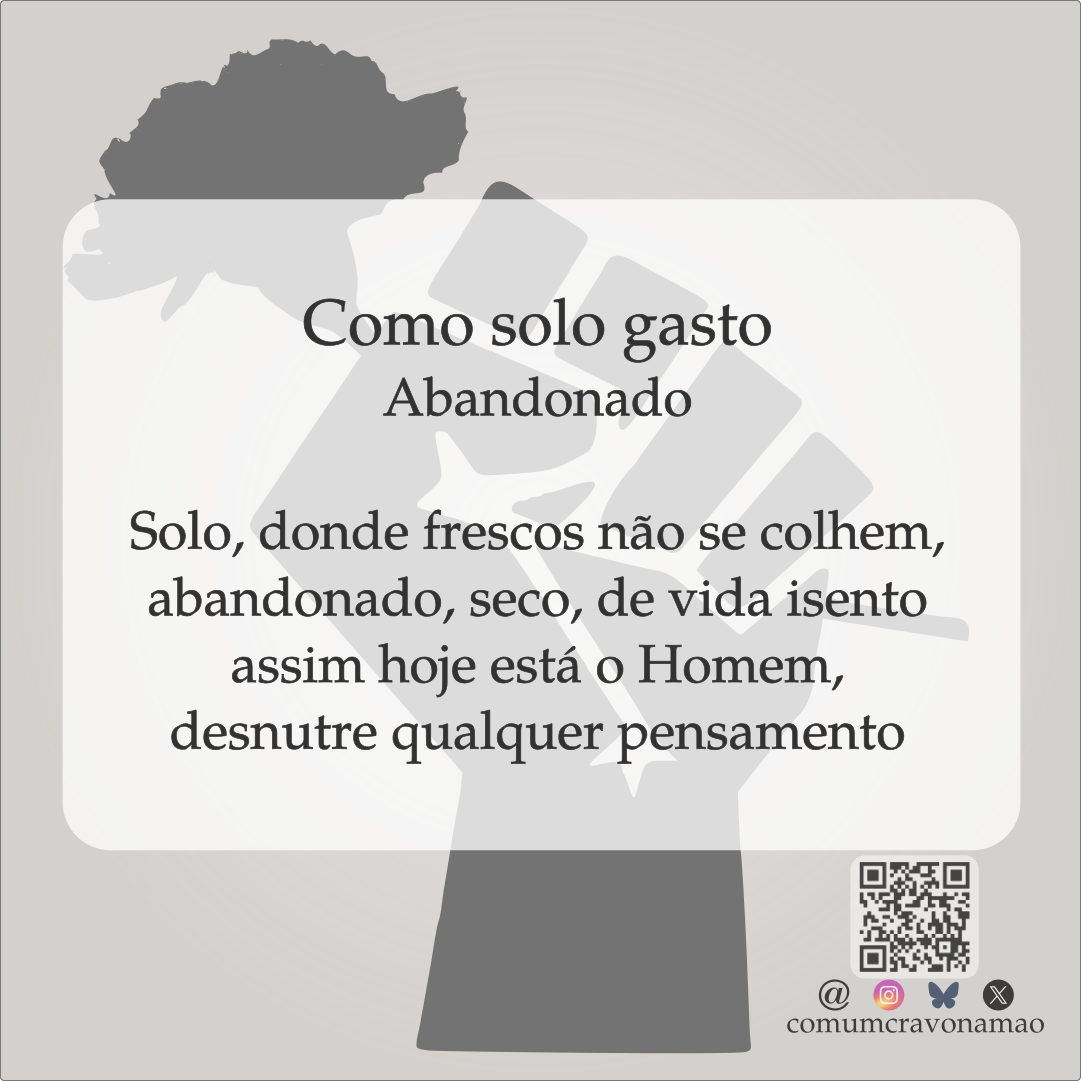 Como solo gasto
Abandonado
Solo, donde frescos não se colhem,
abandonado, seco, de vida isento
assim hoje está o Homem,
desnutre qualquer pensamento
@
comumcravonamao